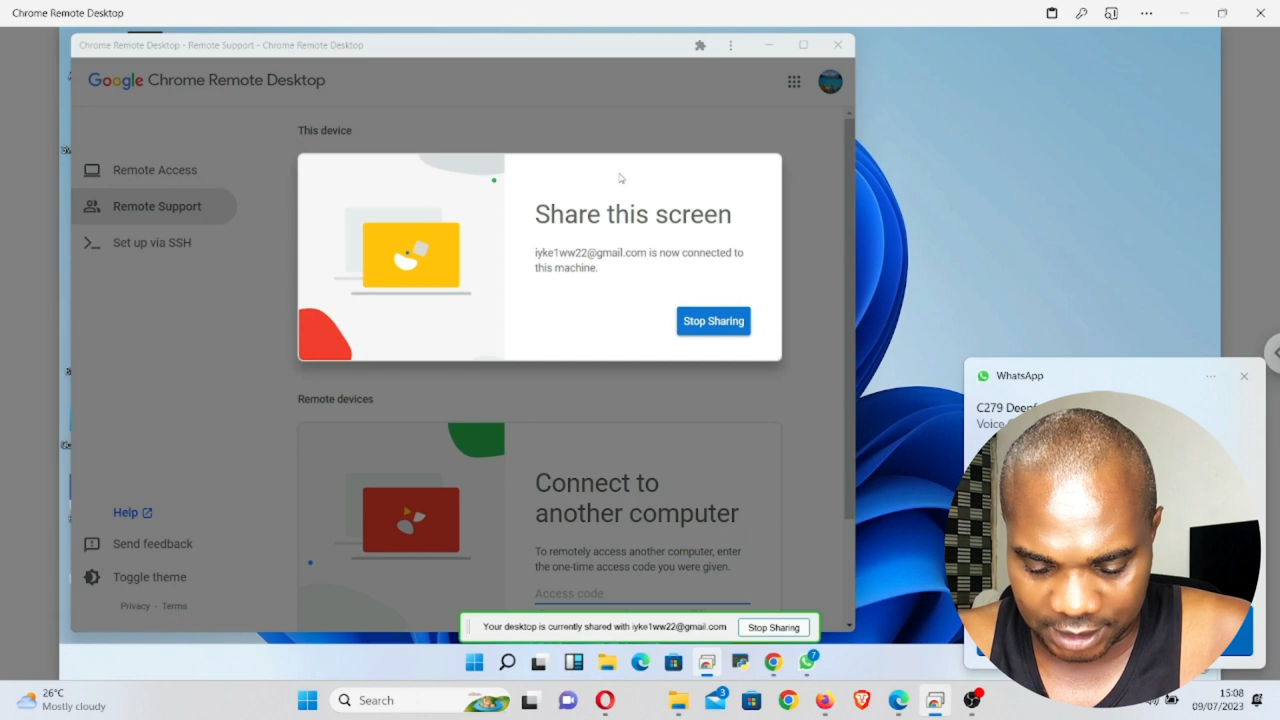 Chrome Remote Desktop
Chrome Remote Desktop - Remote Support - Chrome Remote Desktop
Google Chrome Remote Desktop
This device
Remote Access
Remote Support
Set up via SSH
Share this screen
iyke1ww22@gmail.com is now connected to
this machine.
Stop Sharing
Remote devices
Connect to
another computer
To remotely access another computer, enter
the one-time access code you were given.
Access code
Help
Send feedback
Toggle theme
Privacy · Terms
WhatsApp
C279
Voice
Your desktop is currently shared with iyke1ww22@gmail.com
Stop Sharing
7
26°C
Mostly cloudy
Search
3
15:08
09/07/2023